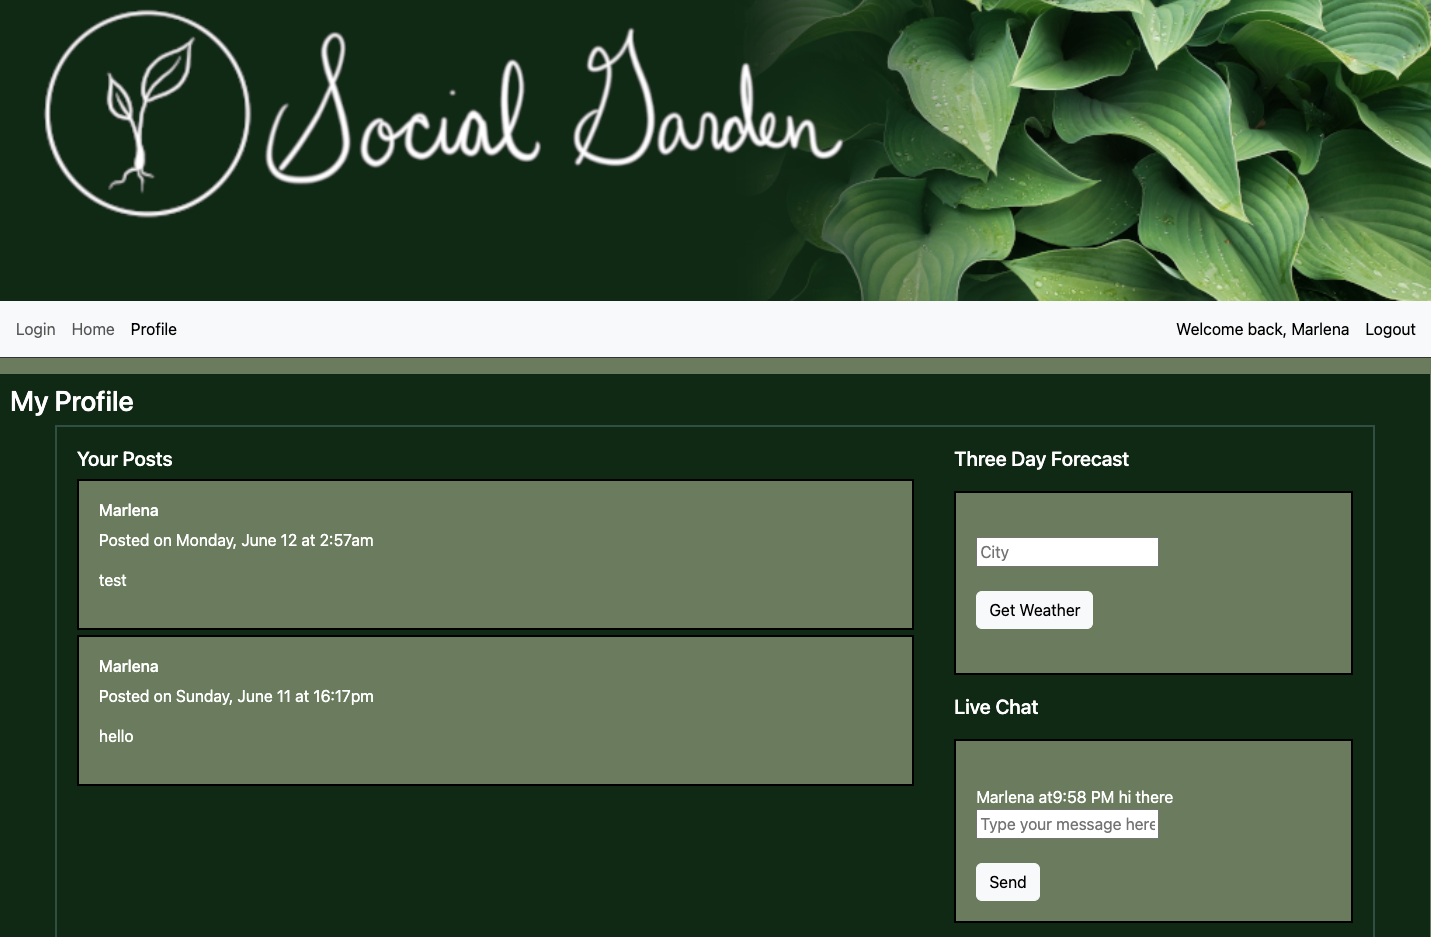 Social Garden
Login Home Profile
Welcome back, Marlena Logout
My Profile
Your Posts
Marlena
Posted on Monday, June 12 at 2:57am
test
Marlena
Posted on Sunday, June 11 at 16:17pm
hello
Three Day Forecast
City
Get Weather
Live Chat
Marlena at9:58 PM hi there
Type your message here
Send